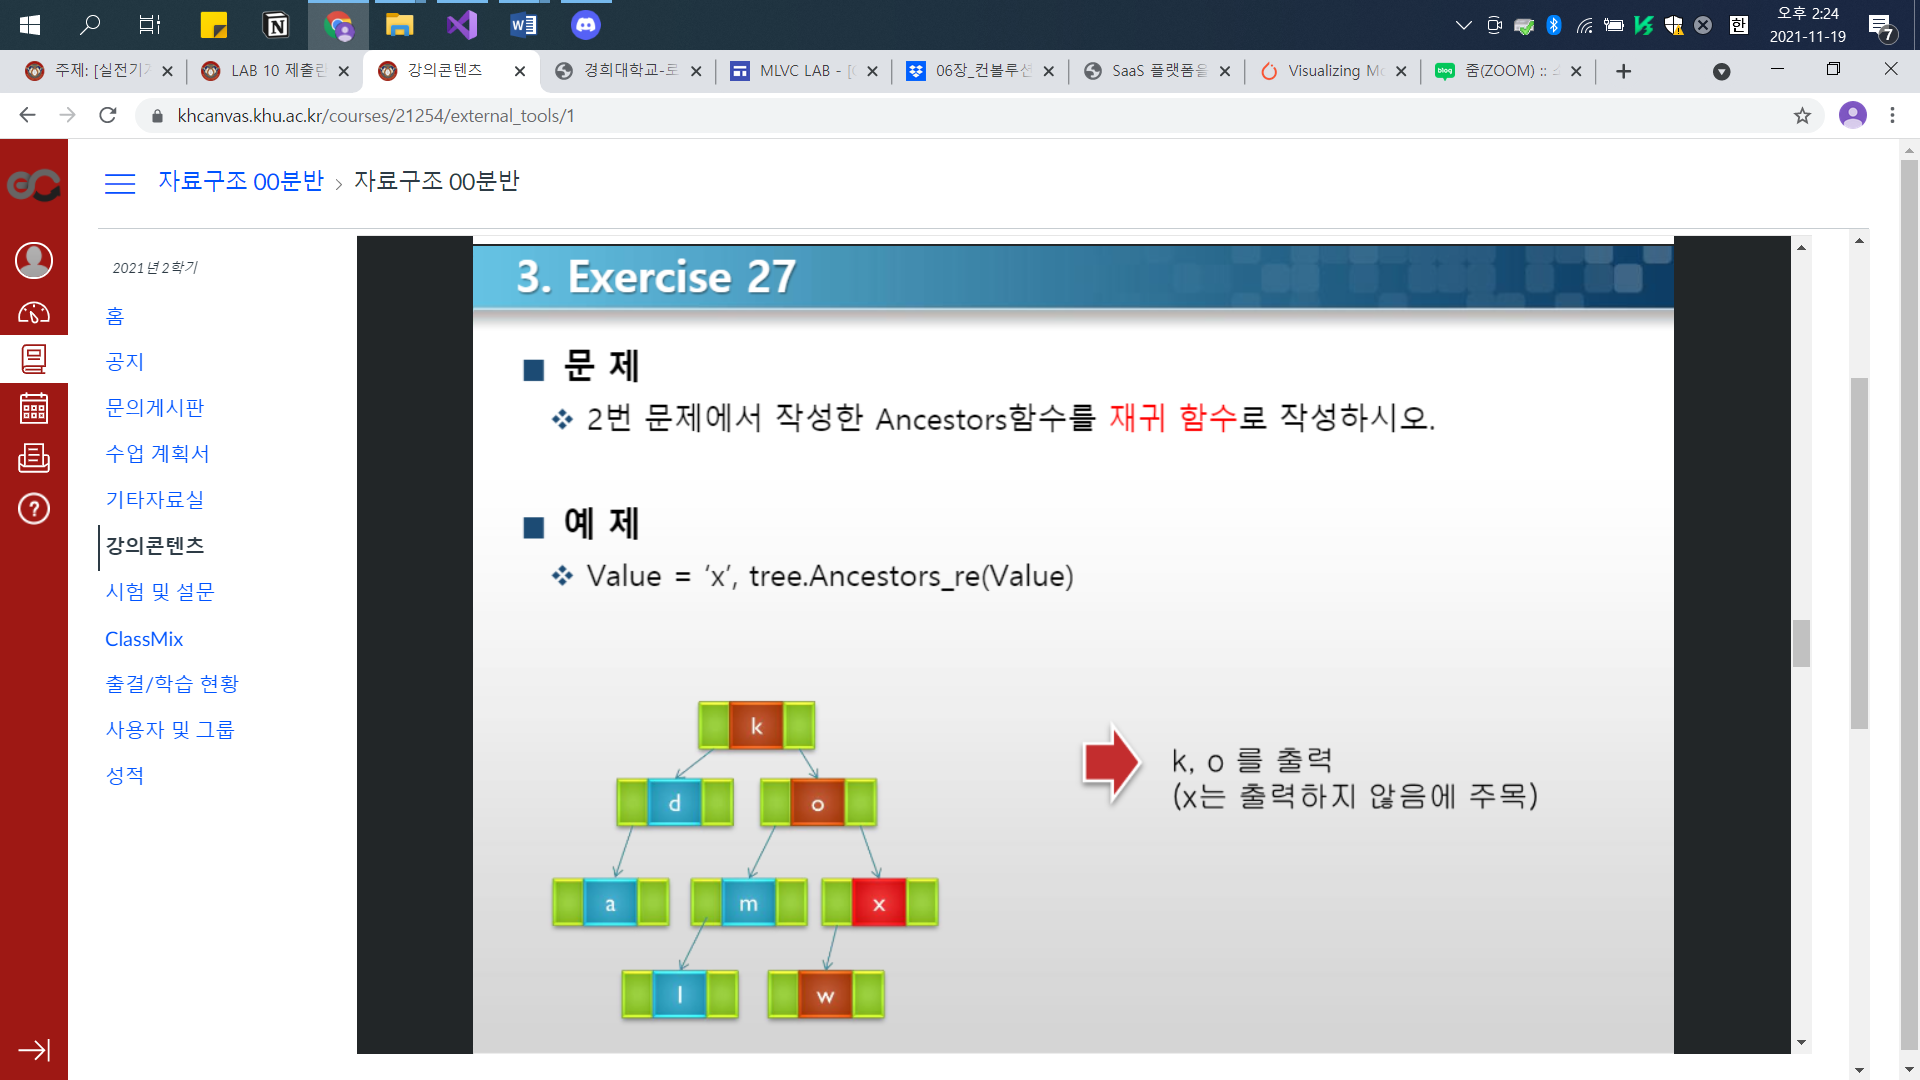 오후 2:24
2021-11-19
7
한
주제: [실전기
LAB 10 제출란
강의콘텐츠
경희대학교-로
MLVC LAB - [
06장_컨볼루션
SaaS 플랫폼을
Visualizing Mo
blog
줌(ZOOM) ::
khcanvas.khu.ac.kr/courses/21254/external_tools/1
자료구조 00분반 > 자료구조 00분반
2021년 2학기
홈
공지
문의게시판
수업 계획서
기타자료실
강의콘텐츠
시험 및 설문
ClassMix
출결/학습 현황
사용자 및 그룹
성적
3. Exercise 27
문 제
2번 문제에서 작성한 Ancestors함수를 재귀 함수로 작성하시오.
예 제
Value = ‘x’, tree.Ancestors_re(Value)
k
d
o
a
m
x
l
w
k, o 를 출력
(x는 출력하지 않음에 주목)